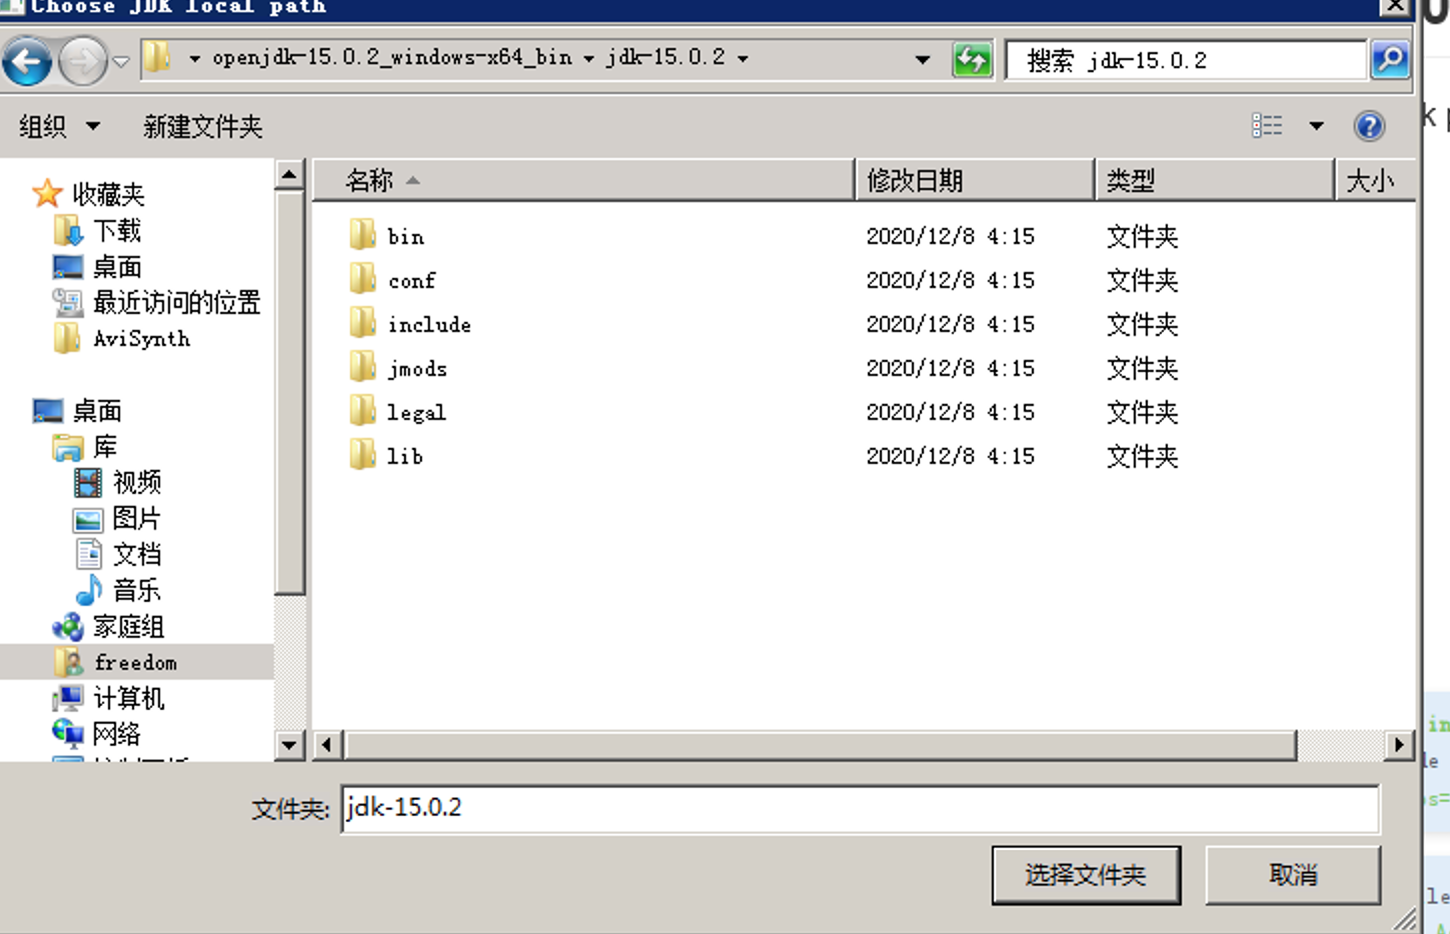 Choose JDK local path
openjdk-15.0.2_windows-x64_bin jdk-15.0.2 搜索 jdk-15.0.2
组织 新建文件夹
名称 修改日期 类型 大小
bin 2020/12/8 4:15 文件夹
conf 2020/12/8 4:15 文件夹
include 2020/12/8 4:15 文件夹
jmods 2020/12/8 4:15 文件夹
legal 2020/12/8 4:15 文件夹
lib 2020/12/8 4:15 文件夹
收藏夹
下载
桌面
最近访问的位置
AviSynth
桌面
库
视频
图片
文档
音乐
家庭组
freedom
计算机
网络
文件夹: jdk-15.0.2
选择文件夹 取消